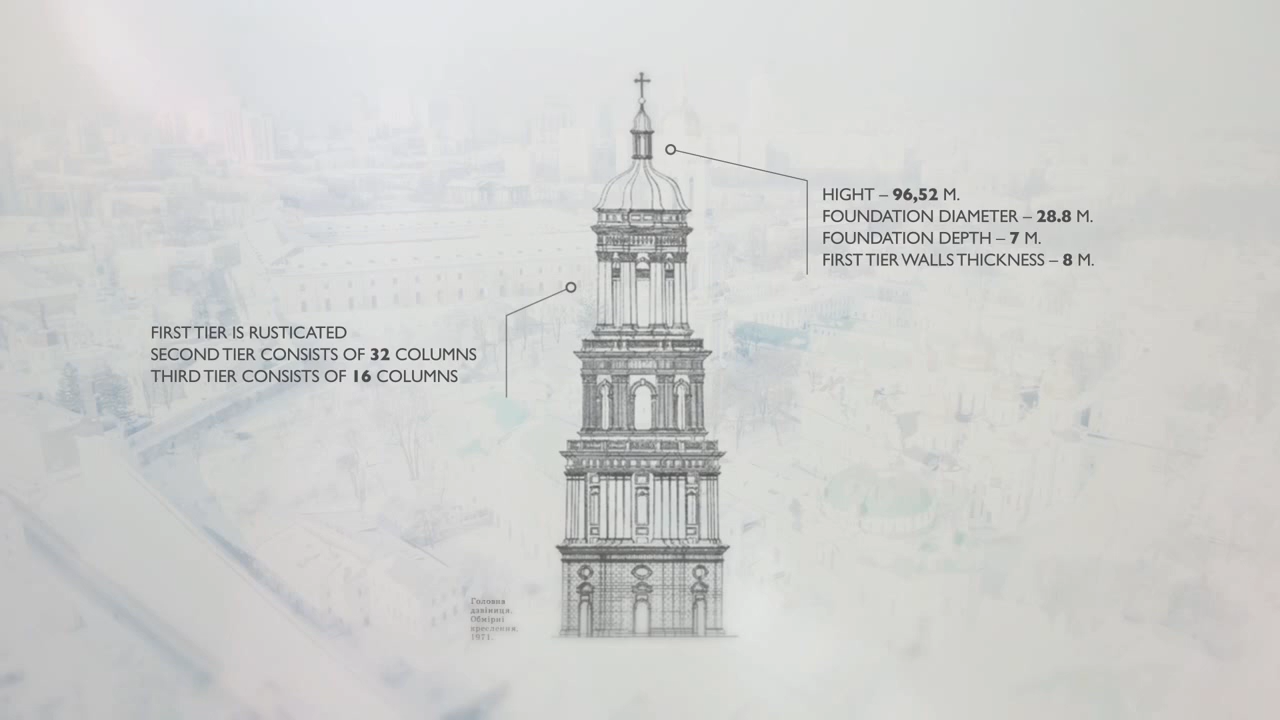 HIGHT – 96,52 M.
FOUNDATION DIAMETER – 28.8 M.
FOUNDATION DEPTH – 7 M.
FIRST TIER WALLS THICKNESS – 8 M.
FIRST TIER IS RUSTICATED
SECOND TIER CONSISTS OF 32 COLUMNS
THIRD TIER CONSISTS OF 16 COLUMNS
Головна
дзвіниця.
Обмірні
креслення,
1971.